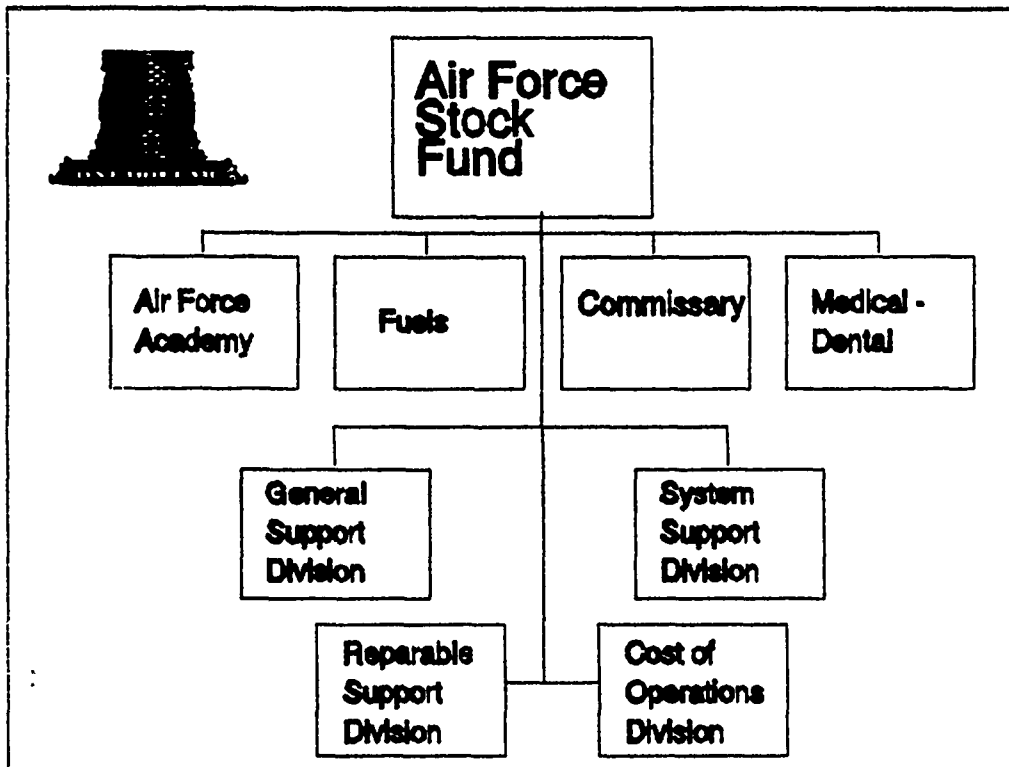 Air Force
Stock
Fund
Air Force
Academy
Fuels
Commissary
Medical -
Dental
General
Support
Division
System
Support
Division
Reparable
Support
Division
Cost of
Operations
Division